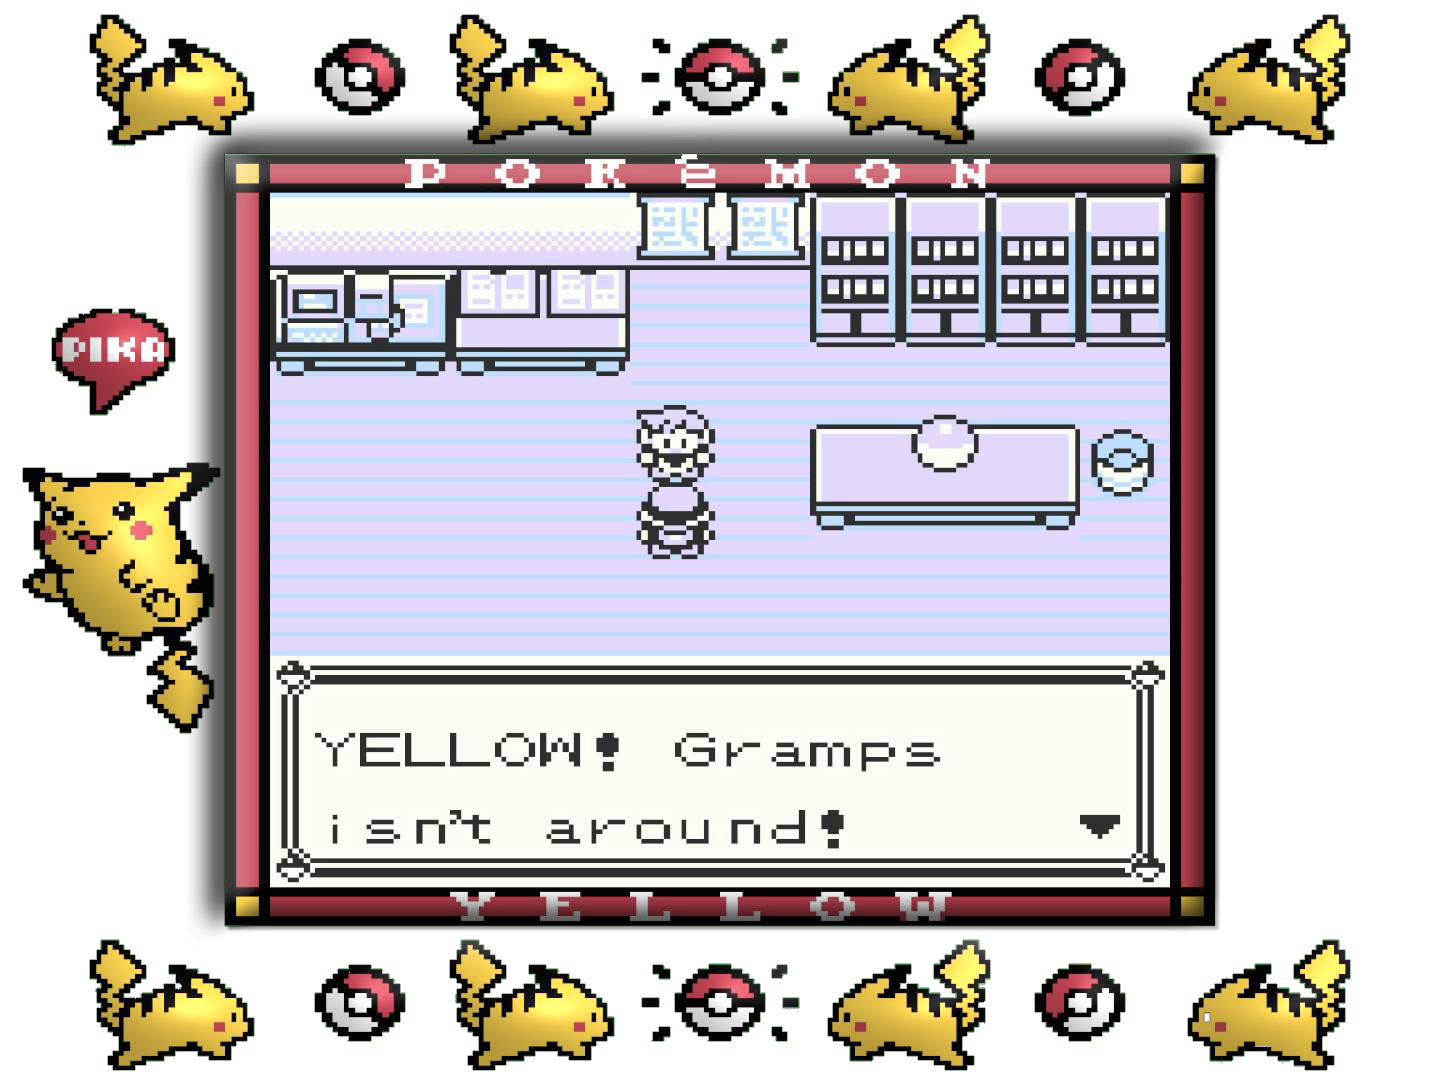 POKéMON
PIKA
YELLOW! Gramps
isn't around!
YELLOW